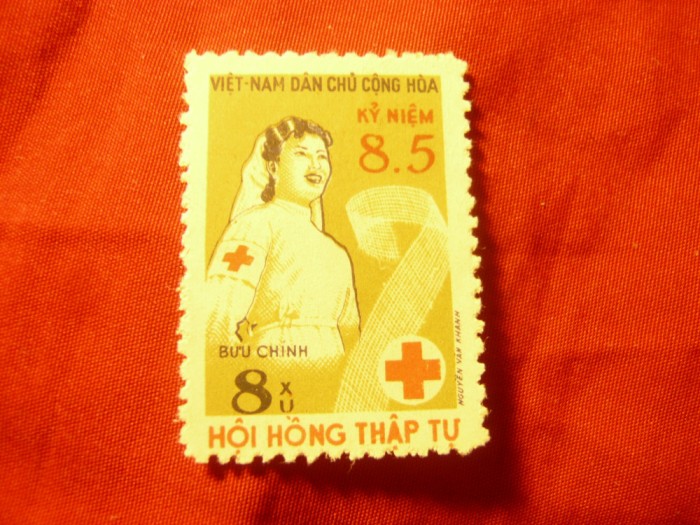 VIỆT-NAM DÂN CHỦ CỘNG HÒA
KỶ NIỆM
8.5
BƯU CHÍNH
8 XU
NGUYỄN VĂN KHÁNH
HỘI HỒNG THẬP TỰ